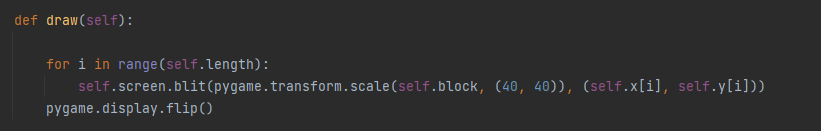 def draw(self):
    for i in range(self.length):
        self.screen.blit(pygame.transform.scale(self.block, (40, 40)), (self.x[i], self.y[i]))
    pygame.display.flip()